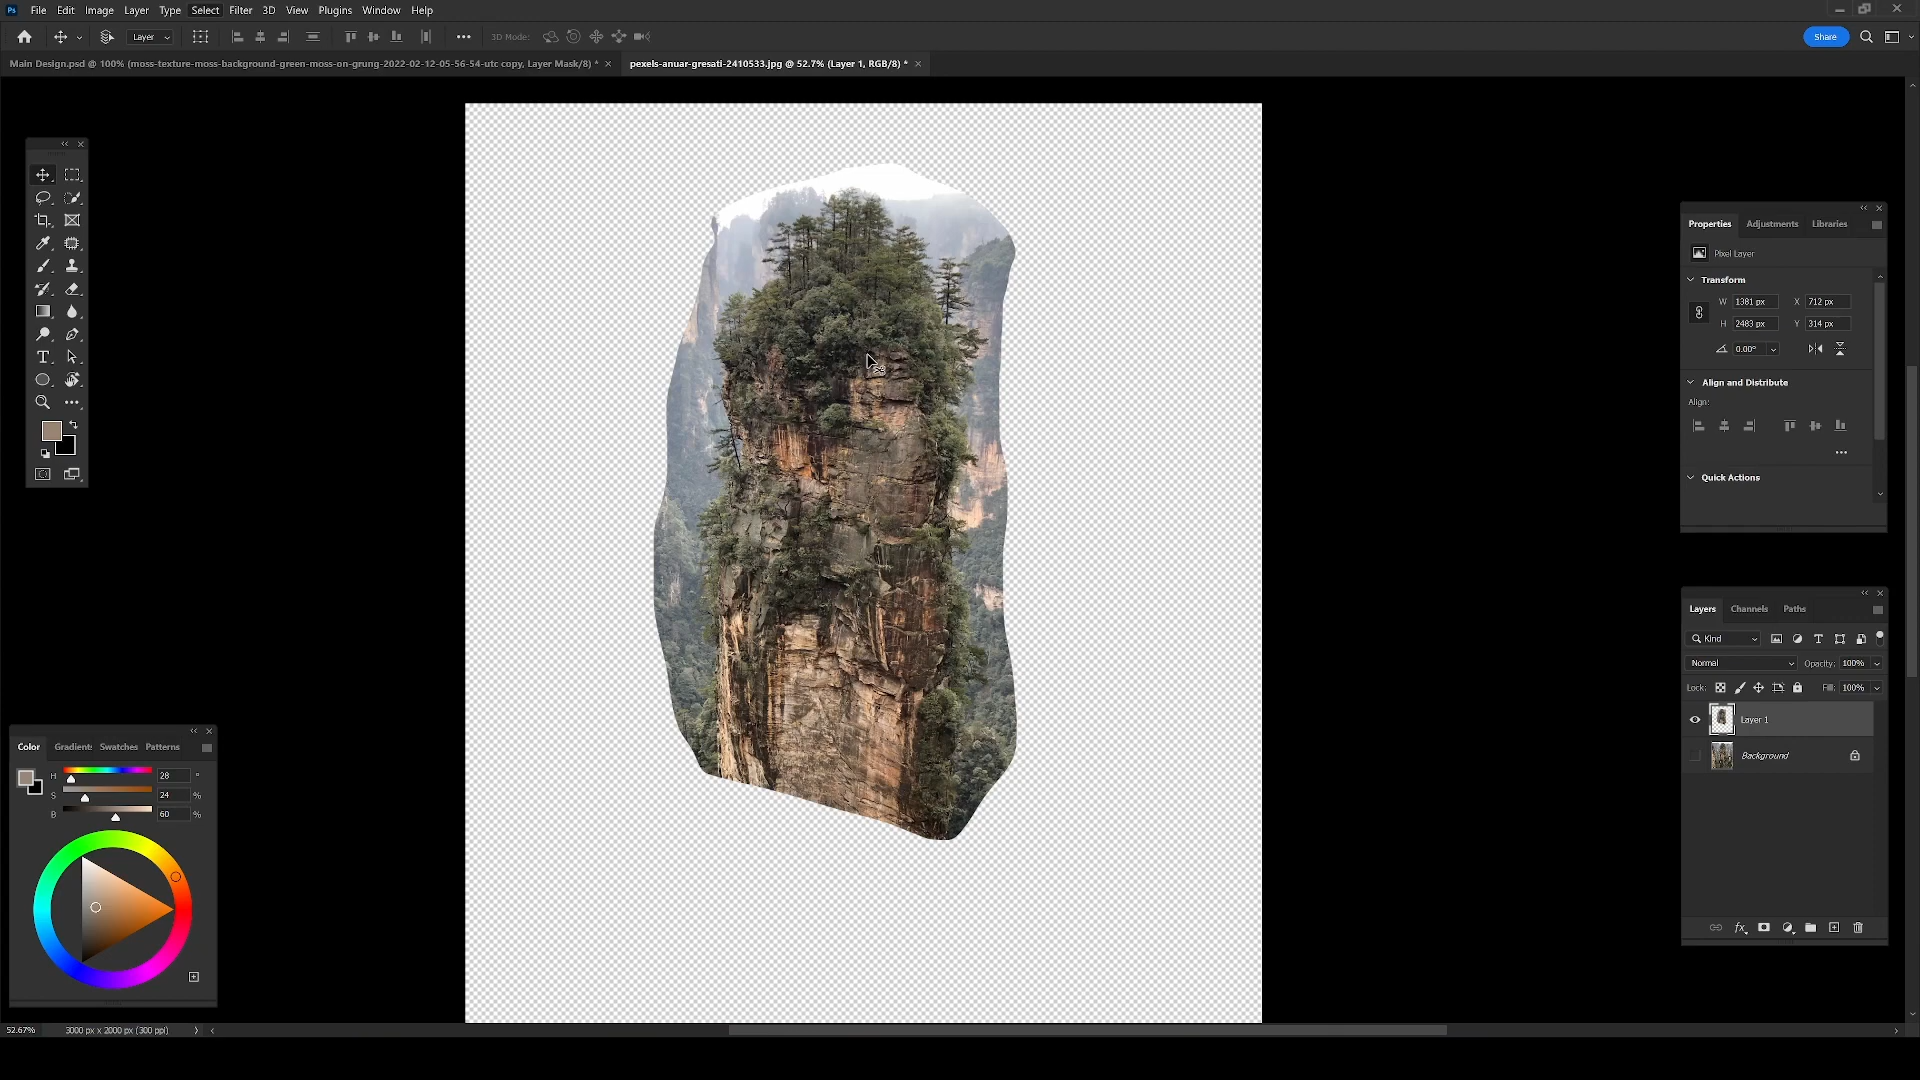 Ps File Edit Image Layer Type Select Filter 3D View Plugins Window Help
Layer 3D Mode: Share
Main Design.psd @ 100% (moss-texture-moss-background-green-moss-on-grung-2022-02-12-05-56-54-utc copy, Layer Mask/8) * pexels-anuar-gresati-2410533.jpg @ 52.7% (Layer 1, RGB/8) *
Properties Adjustments Libraries
Pixel Layer
Transform
W 1381 px X 712 px
H 2483 px Y 314 px
0.00°
Align and Distribute
Align:
Quick Actions
Layers Channels Paths
Kind
Normal Opacity: 100%
Lock: Fill: 100%
Layer 1
Background
fx
Color Gradient: Swatches Patterns
H 28 °
S 24 %
B 60 %
52.67% 3000 px x 2000 px (300 ppi)